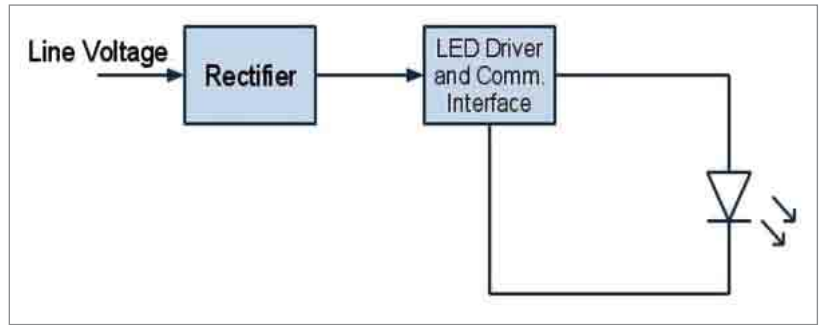 Line Voltage
Rectifier
LED Driver
and Comm.
Interface